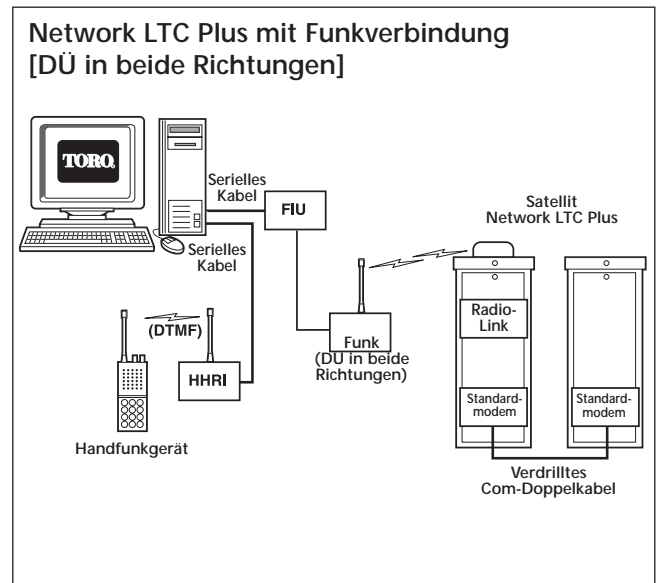 Network LTC Plus mit Funkverbindung
[DÜ in beide Richtungen]
TORO.
Serielles
Kabel
FIU
Serielles
Kabel
Satellit
Network LTC Plus
Radio-
Link
(DTMF)
HHRI
Funk
(DÜ in beide
Richtungen)
Standard-
modem
Standard-
modem
Handfunkgerät
Verdrilltes
Com-Doppelkabel